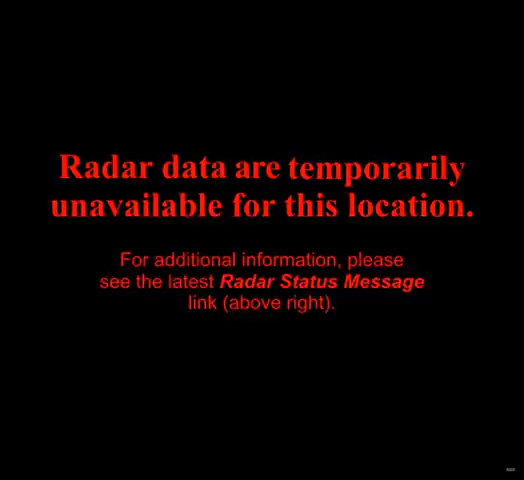 Radar data are temporarily
unavailable for this location.
For additional information, please
see the latest Radar Status Message
link (above right).